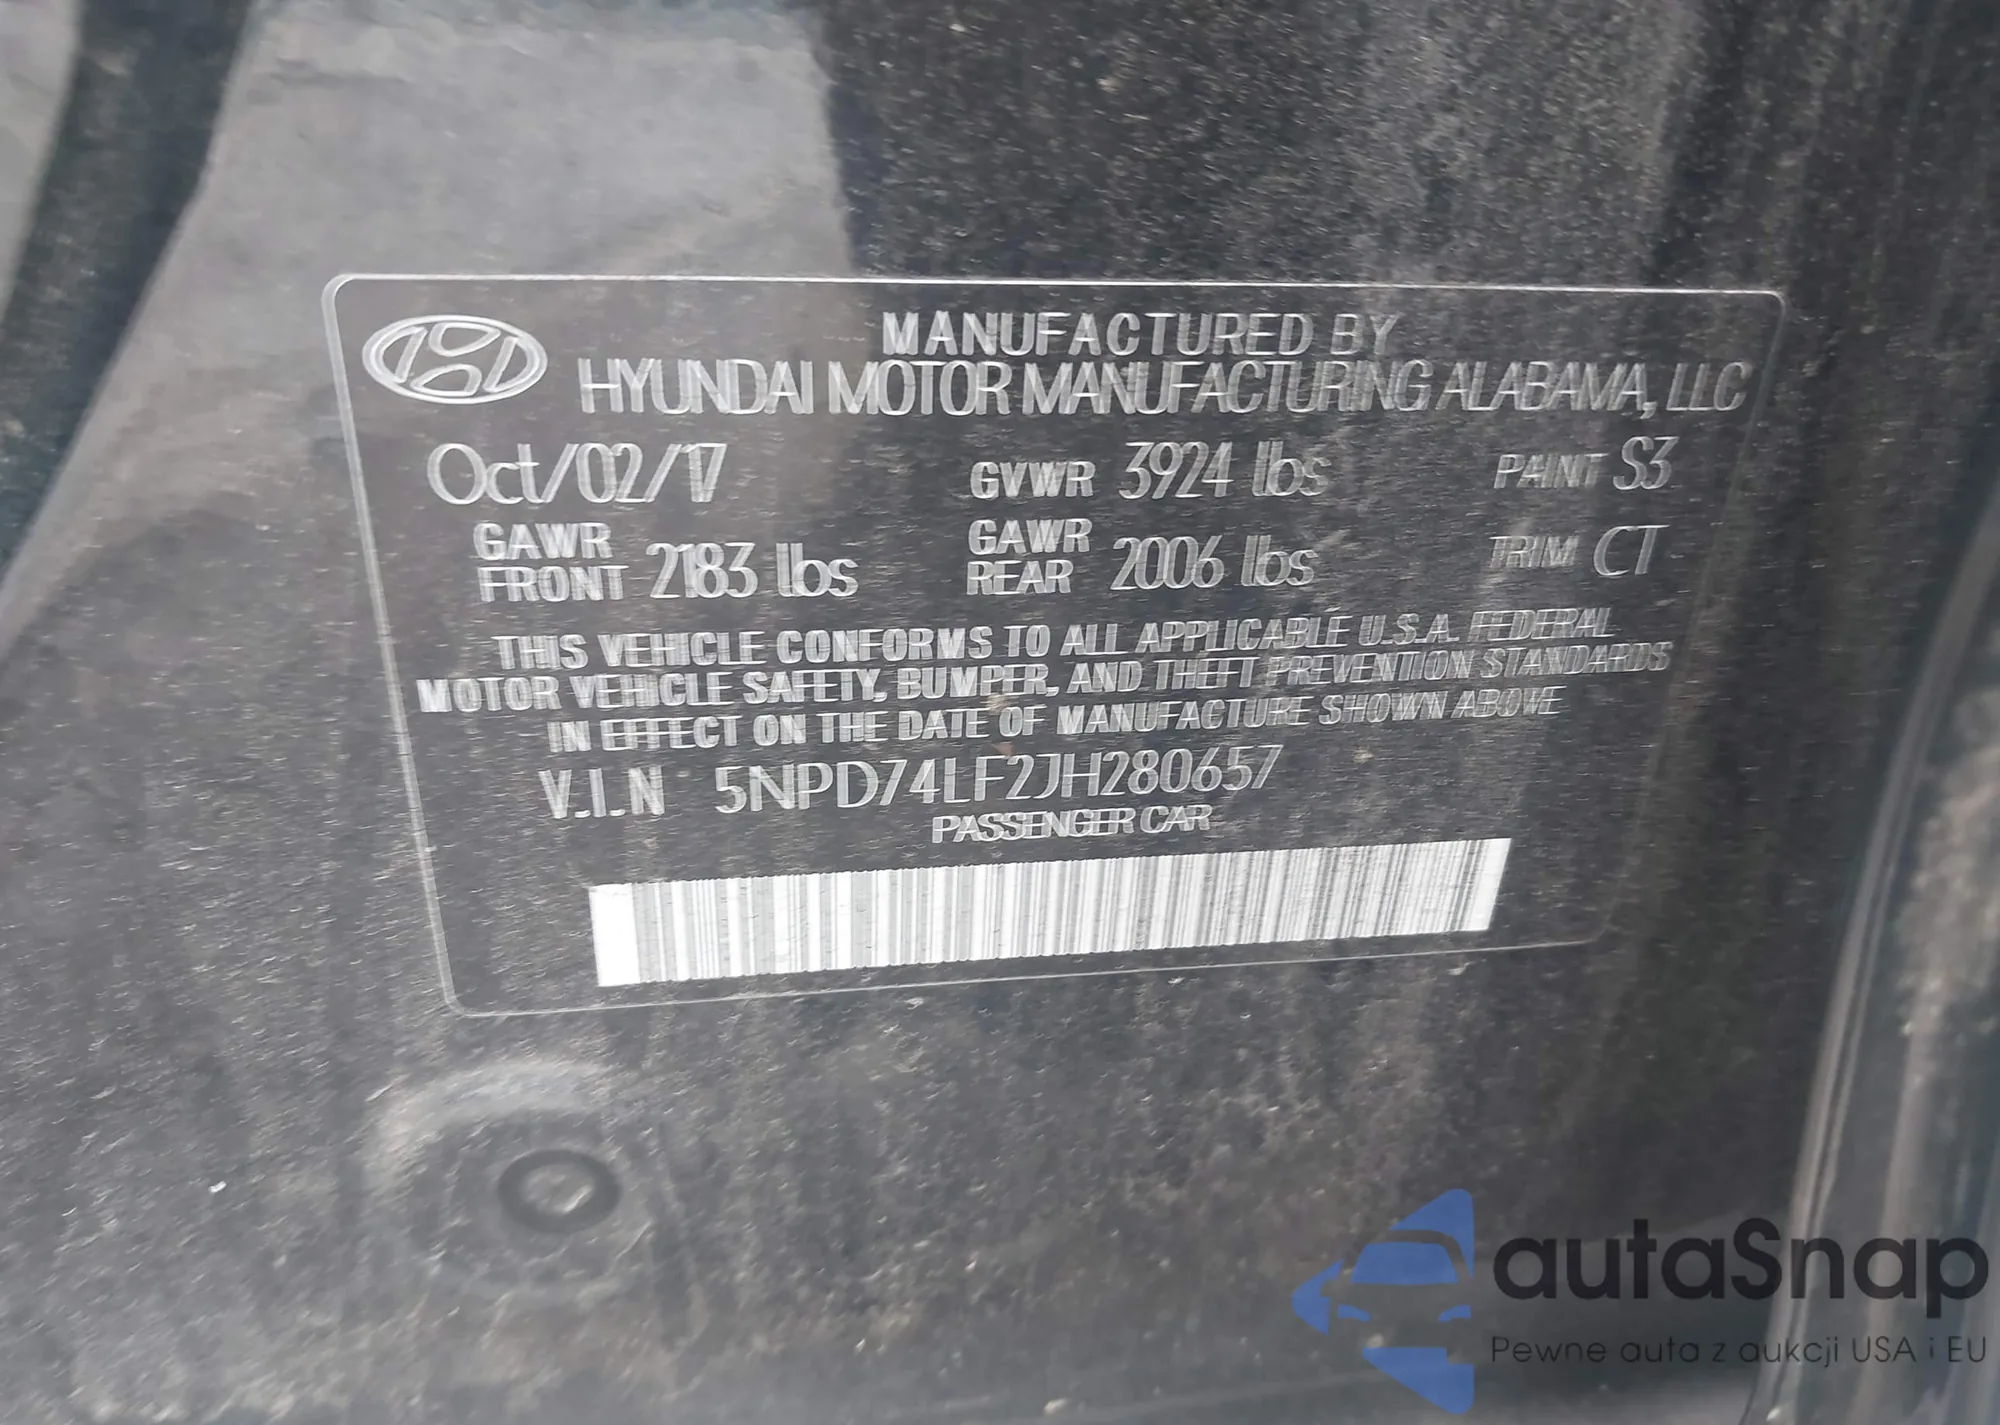 MANUFACTURED BY
HYUNDAI MOTOR MANUFACTURING ALABAMA, LLC
Oct/02/17 GVWR 3924 lbs PAINT S3
GAWR FRONT 2183 lbs GAWR REAR 2006 lbs TRIM CT
THIS VEHICLE CONFORMS TO ALL APPLICABLE U.S.A. FEDERAL
MOTOR VEHICLE SAFETY, BUMPER, AND THEFT PREVENTION STANDARDS
IN EFFECT ON THE DATE OF MANUFACTURE SHOWN ABOVE
V.I.N 5NPD74LF2JH280657
PASSENGER CAR
autaSnap
Pewne auta z aukcji USA i EU